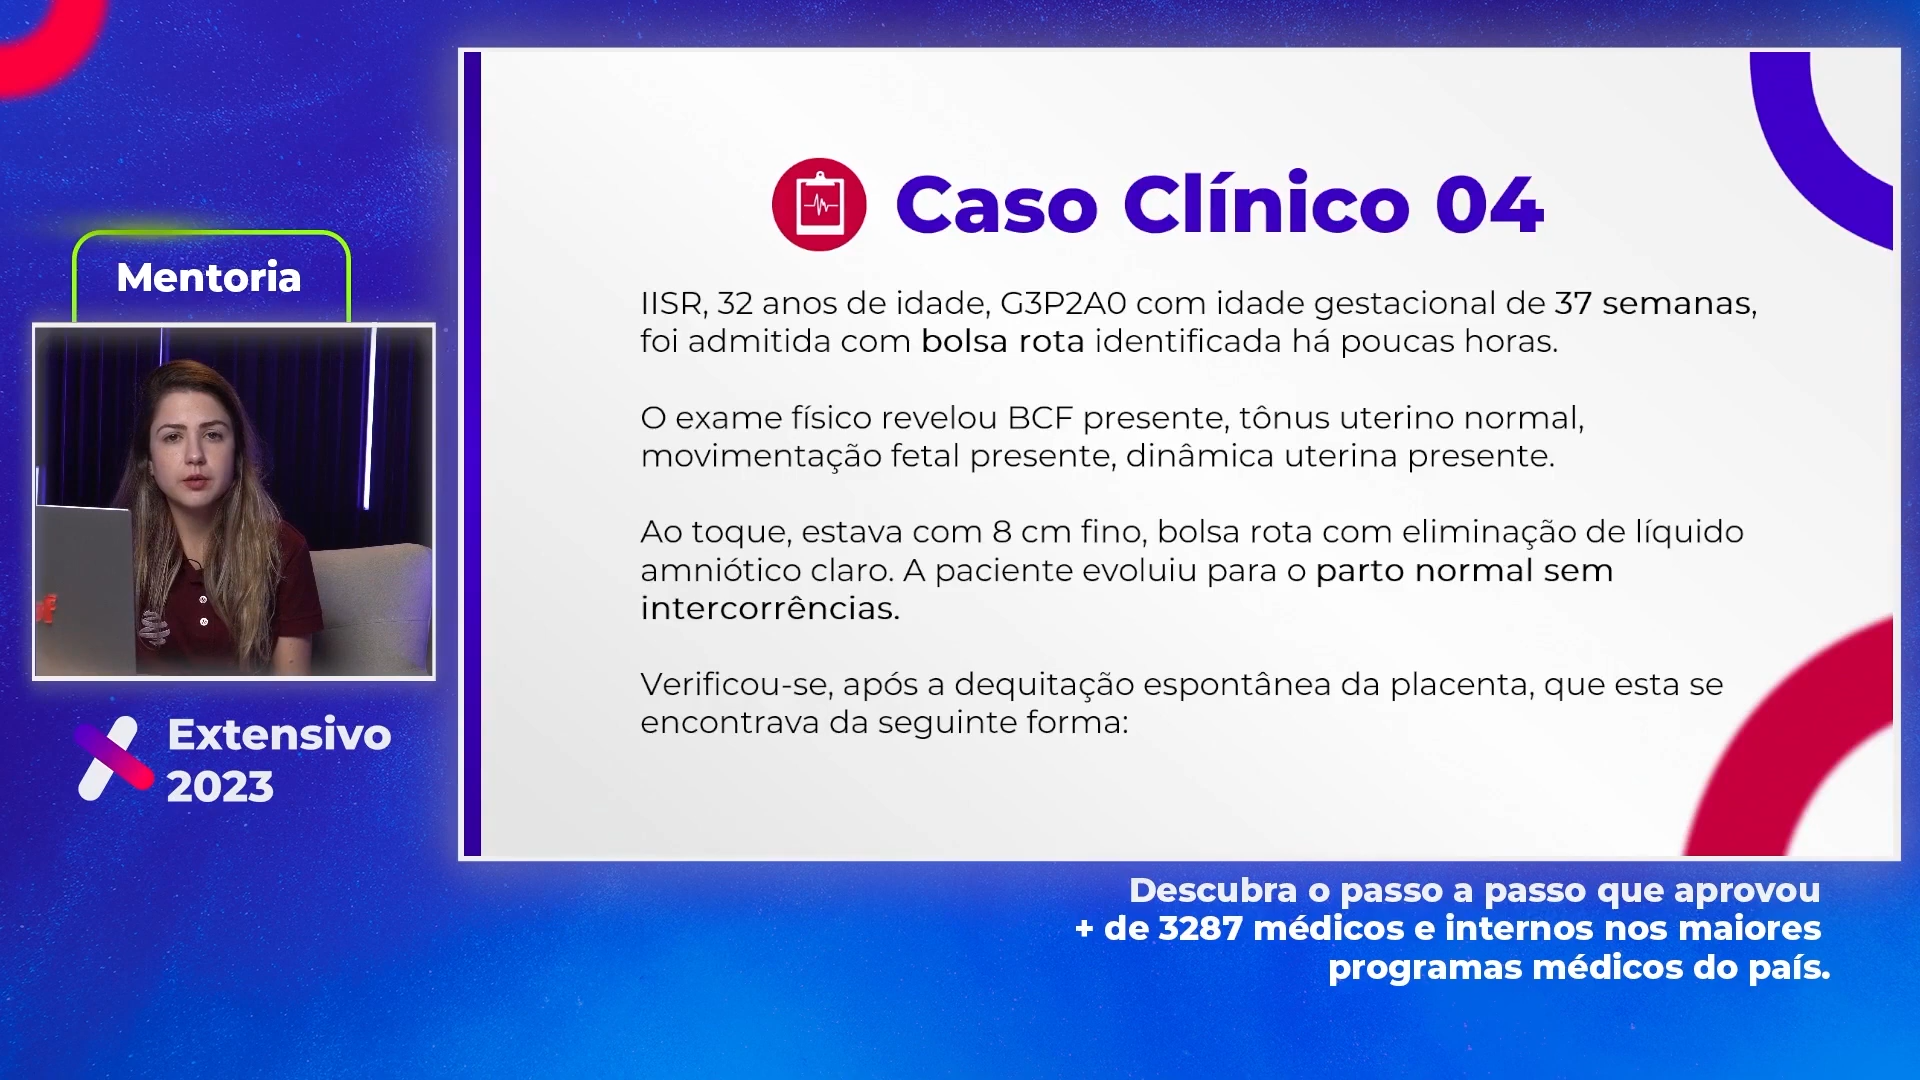 Mentoria
Extensivo
2023
Caso Clínico 04
IISR, 32 anos de idade, G3P2A0 com idade gestacional de 37 semanas,
foi admitida com bolsa rota identificada há poucas horas.
O exame físico revelou BCF presente, tônus uterino normal,
movimentação fetal presente, dinâmica uterina presente.
Ao toque, estava com 8 cm fino, bolsa rota com eliminação de líquido
amniótico claro. A paciente evoluiu para o parto normal sem
intercorrências.
Verificou-se, após a dequitação espontânea da placenta, que esta se
encontrava da seguinte forma:
Descubra o passo a passo que aprovou
+ de 3287 médicos e internos nos maiores
programas médicos do país.